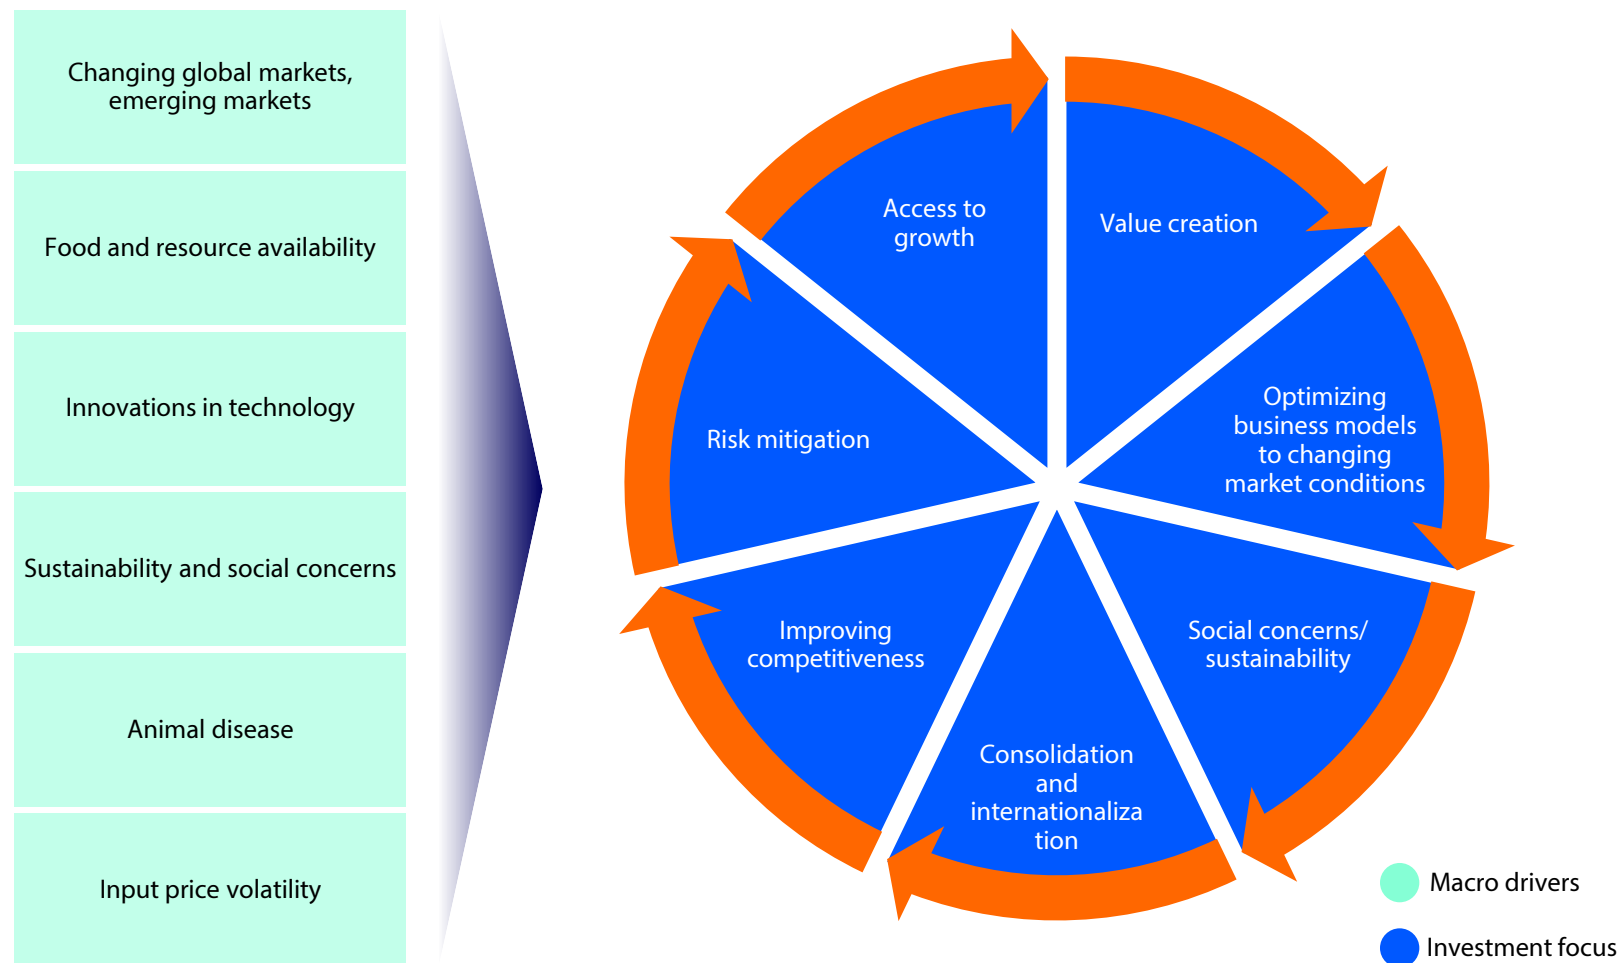 Changing global markets,
emerging markets
Food and resource availability
Innovations in technology
Sustainability and social concerns
Animal disease
Input price volatility
Access to
growth
Value creation
Optimizing
business models
to changing
market conditions
Risk mitigation
Improving
competitiveness
Social concerns/
sustainability
Consolidation
and
internationaliza
tion
Macro drivers
Investment focus